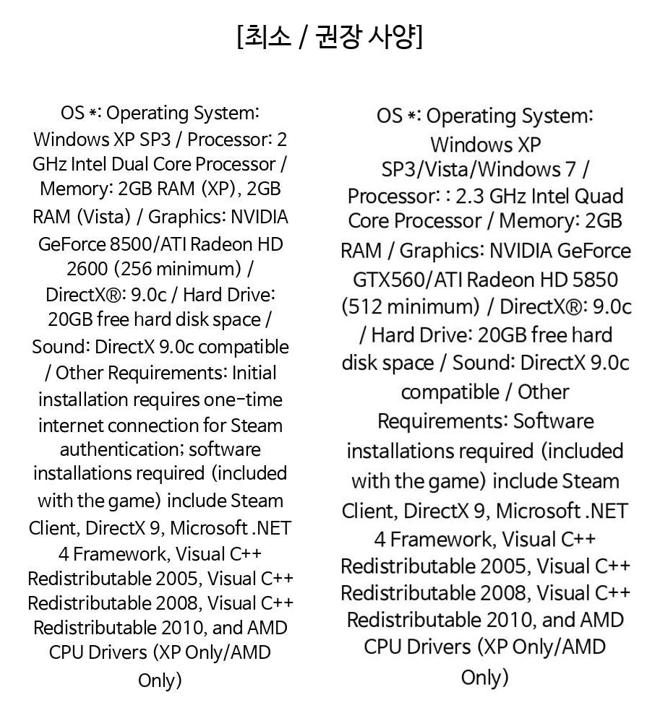 [최소 / 권장 사양]
OS *: Operating System:
Windows XP SP3 / Processor: 2
GHz Intel Dual Core Processor /
Memory: 2GB RAM (XP), 2GB
RAM (Vista) / Graphics: NVIDIA
GeForce 8500/ATI Radeon HD
2600 (256 minimum) /
DirectX®: 9.0c / Hard Drive:
20GB free hard disk space /
Sound: DirectX 9.0c compatible
/ Other Requirements: Initial
installation requires one-time
internet connection for Steam
authentication; software
installations required (included
with the game) include Steam
Client, DirectX 9, Microsoft .NET
4 Framework, Visual C++
Redistributable 2005, Visual C++
Redistributable 2008, Visual C++
Redistributable 2010, and AMD
CPU Drivers (XP Only/AMD
Only)
OS *: Operating System:
Windows XP
SP3/Vista/Windows 7 /
Processor: : 2.3 GHz Intel Quad
Core Processor / Memory: 2GB
RAM / Graphics: NVIDIA GeForce
GTX560/ATI Radeon HD 5850
(512 minimum) / DirectX®: 9.0c
/ Hard Drive: 20GB free hard
disk space / Sound: DirectX 9.0c
compatible / Other
Requirements: Software
installations required (included
with the game) include Steam
Client, DirectX 9, Microsoft .NET
4 Framework, Visual C++
Redistributable 2005, Visual C++
Redistributable 2008, Visual C++
Redistributable 2010, and AMD
CPU Drivers (XP Only/AMD
Only)